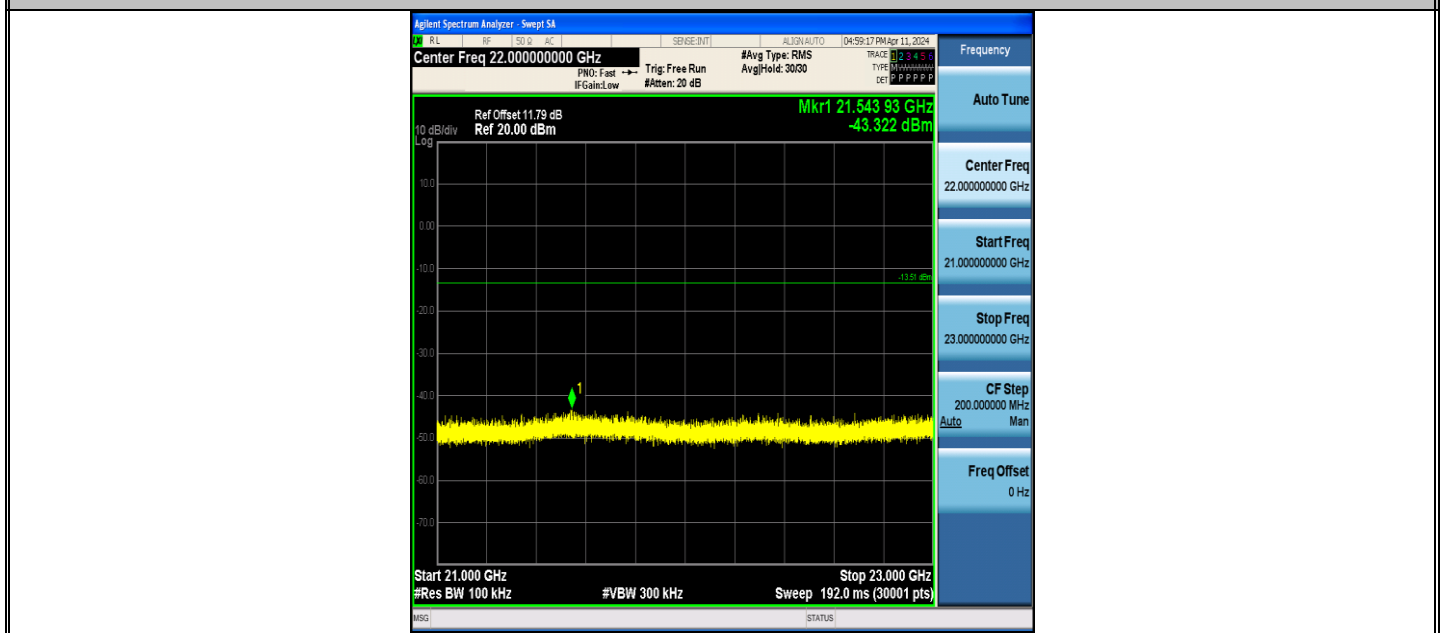 Agilent Spectrum Analyzer - Swept SA
RL RF 50 Ω AC SENSE:INT ALIGN AUTO 04:59:17 PM Apr 11, 2024
Center Freq 22.000000000 GHz
PNO: Fast
IFGain:Low
Trig: Free Run
#Atten: 20 dB
#Avg Type: RMS
Avg|Hold: 30/30
TRACE 1 2 3 4 5 6
TYPE M
DET P P P P P P
Frequency
Auto Tune
Center Freq
22.000000000 GHz
Start Freq
21.000000000 GHz
Stop Freq
23.000000000 GHz
CF Step
200.000000 MHz
Auto Man
Freq Offset
0 Hz
Mkr1 21.543 93 GHz
-43.322 dBm
Ref Offset 11.79 dB
10 dB/div Ref 20.00 dBm
Log
10.0
0.00
-10.0
-13.51 dBm
-20.0
-30.0
1
-40.0
-50.0
-60.0
-70.0
Start 21.000 GHz Stop 23.000 GHz
#Res BW 100 kHz #VBW 300 kHz Sweep 192.0 ms (30001 pts)
MSG STATUS